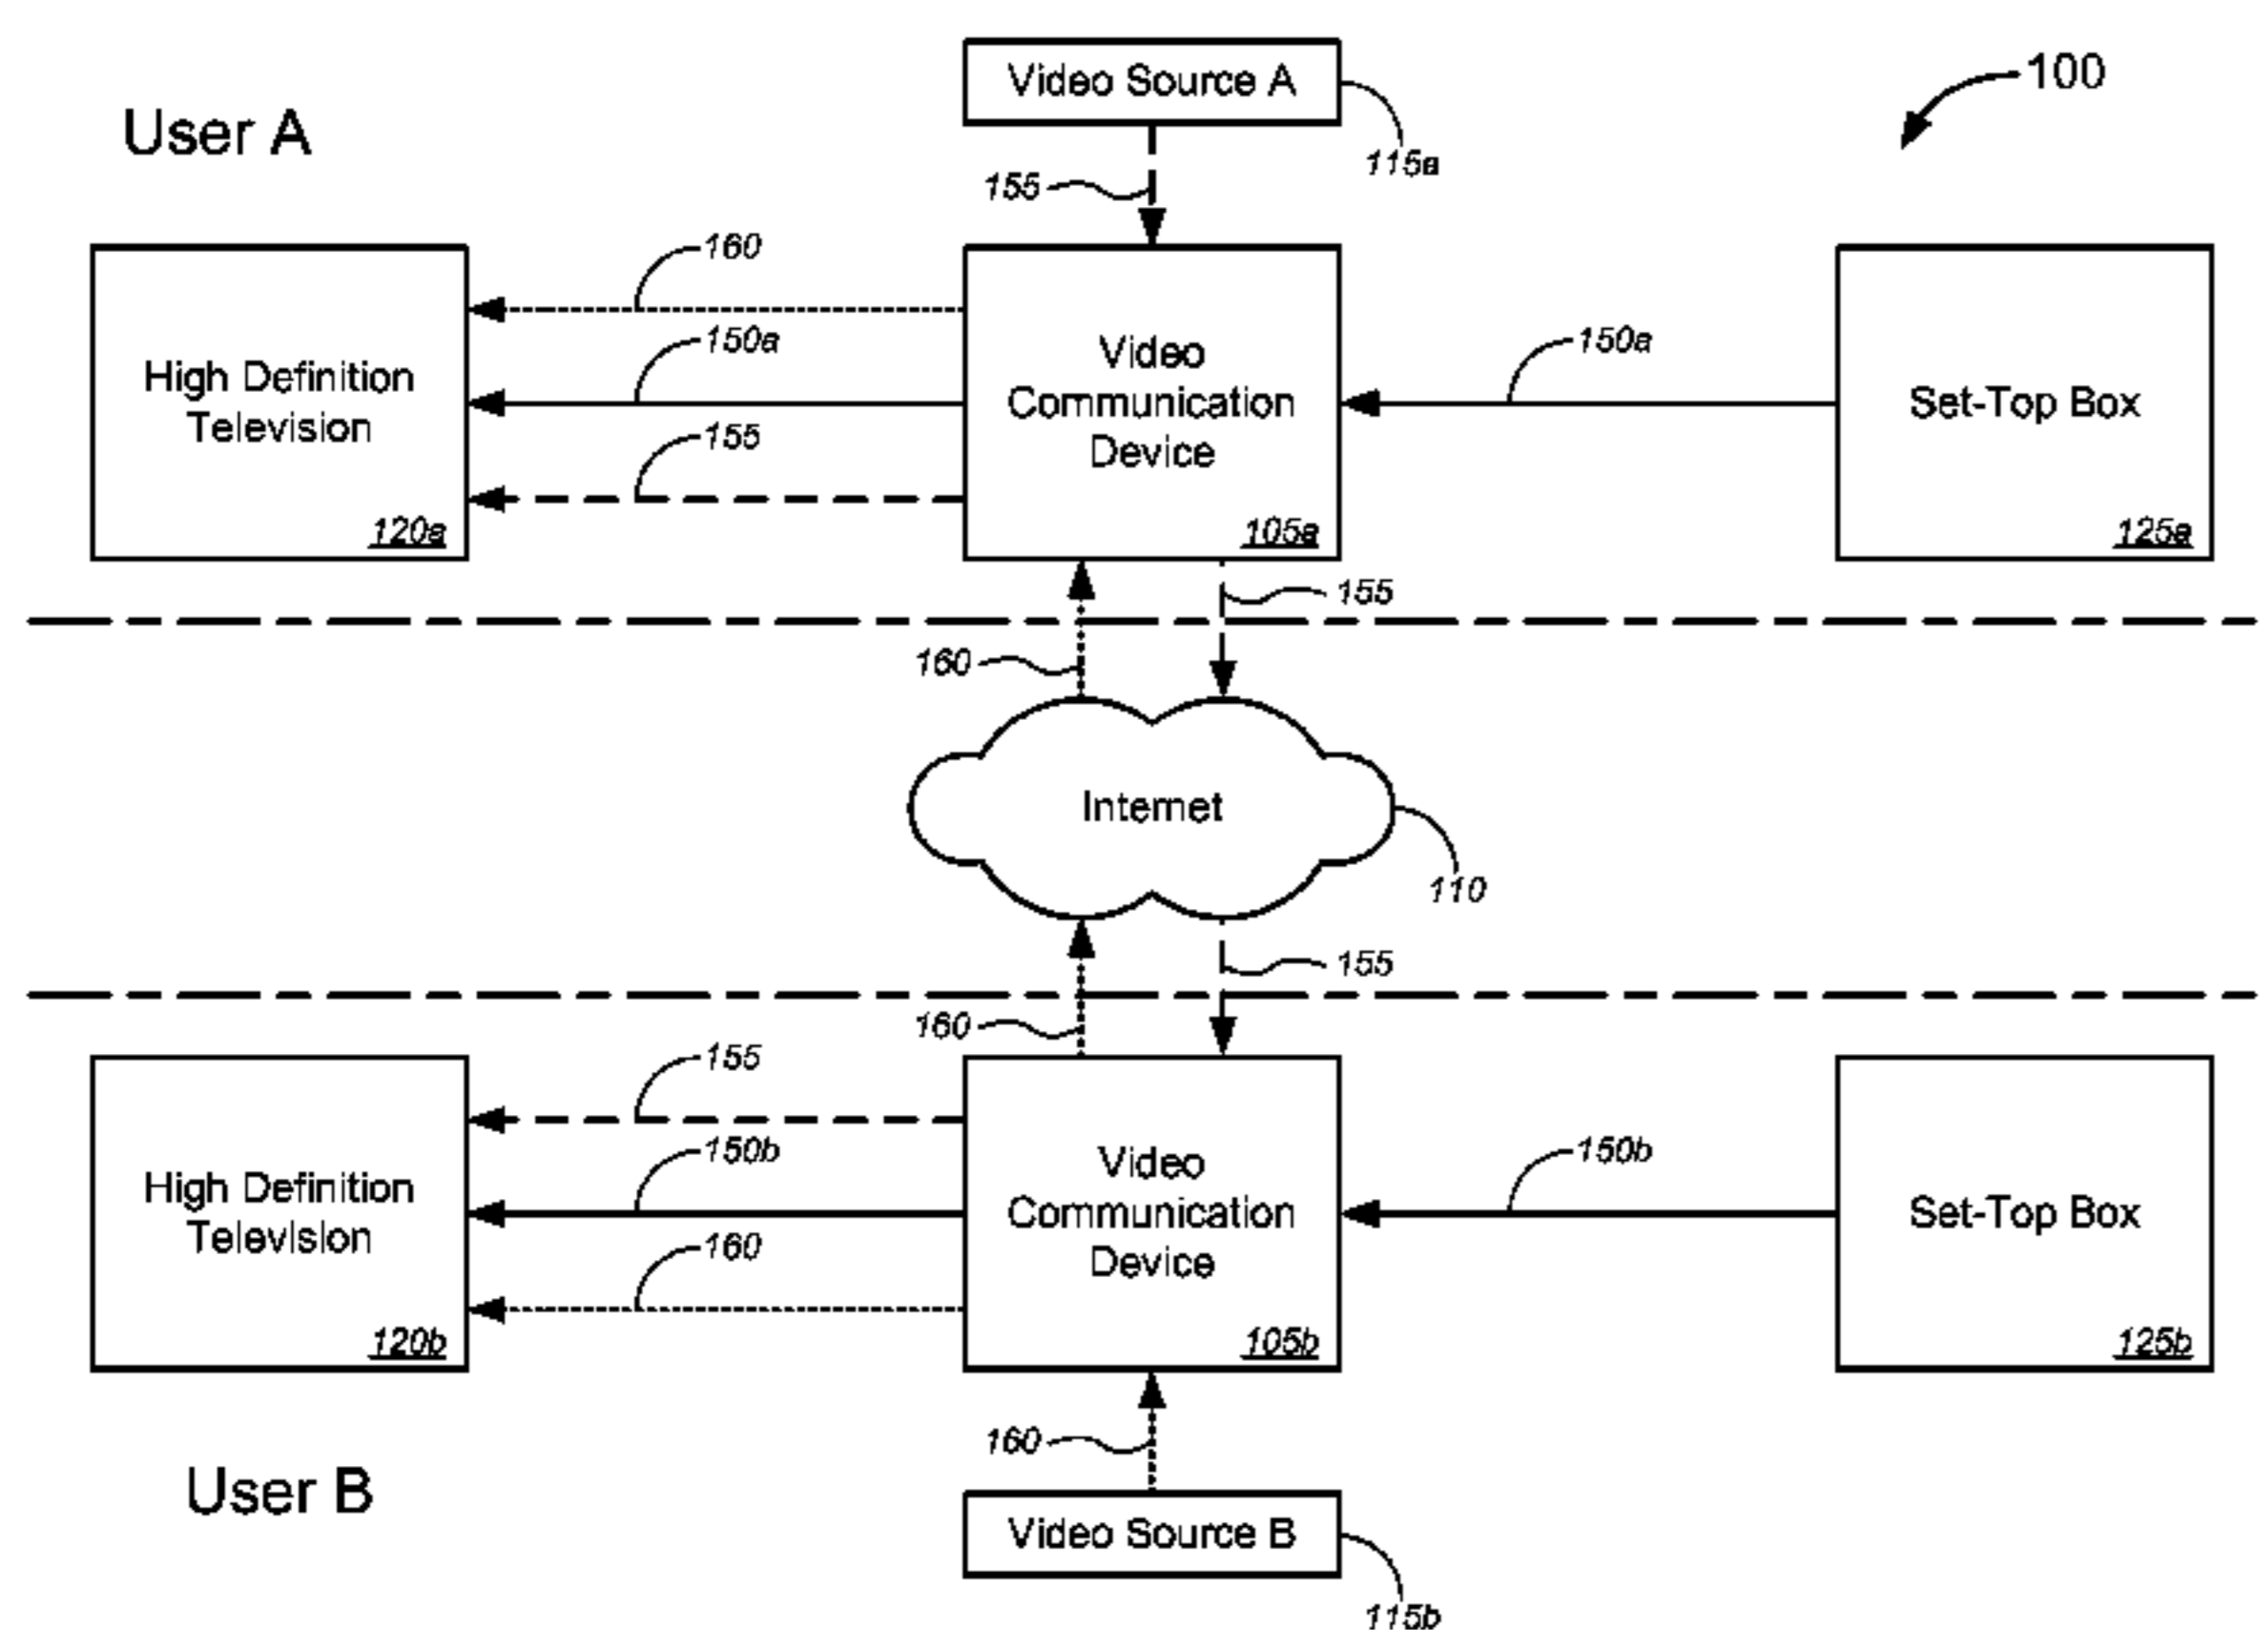 Video Source A
100
User A
115a
155
160
150a
155
High Definition
Television
120a
Video
Communication
Device
105a
150a
Set-Top Box
125a
155
160
Internet
110
155
160
155
150b
160
High Definition
Television
120b
Video
Communication
Device
105b
150b
Set-Top Box
125b
160
User B
Video Source B
115b